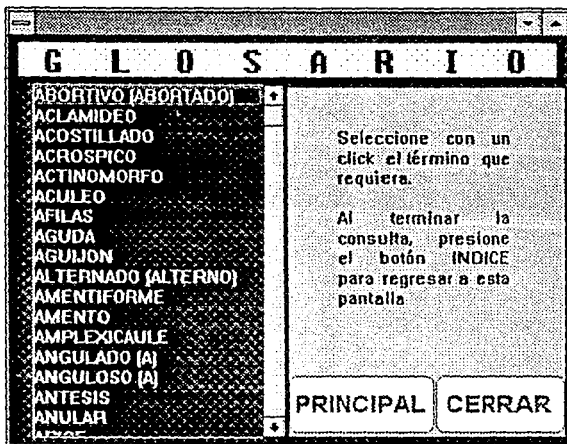 GLOSARIO
ABORTIVO (ABORTADO)
ACLAMIDEO
ACOSTILLADO
ACROSPICO
ACTINOMORFO
ACULEO
AFILAS
AGUDA
AGUIJON
ALTERNADO (ALTERNO)
AMENTIFORME
AMENTO
AMPLEXICAULE
ANGULADO (A)
ANGULOSO (A)
ANTESIS
ANULAR
Seleccione con un
click el término que
requiera.
Al terminar la
consulta, presione
el botón INDICE
para regresar a esta
pantalla
PRINCIPAL
CERRAR